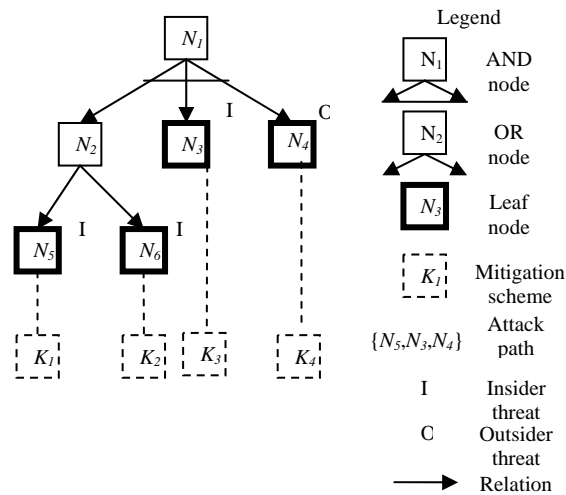 N1
I
O
N2
N3
N4
I
I
N5
N6
K1
K2
K3
K4
Legend
N1
AND
node
N2
OR
node
N3
Leaf
node
K1
Mitigation
scheme
{N5,N3,N4}
Attack
path
I
Insider
threat
O
Outsider
threat
Relation